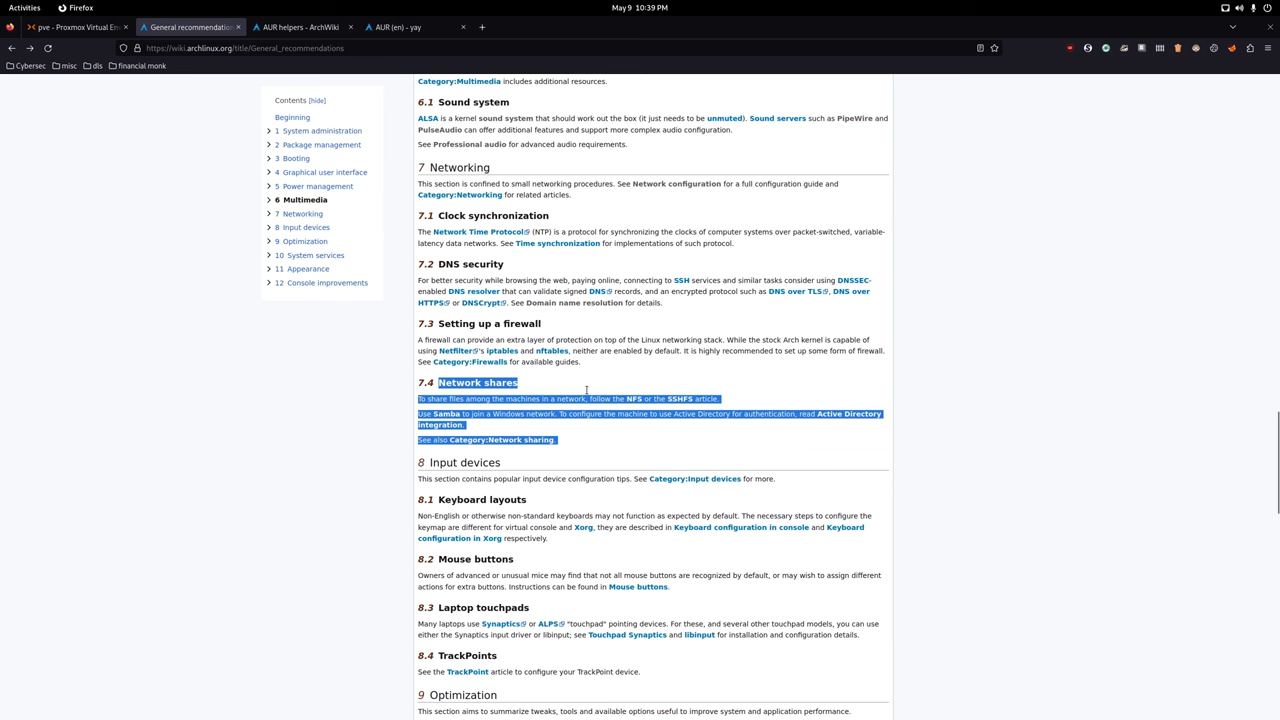 Activities
Firefox
May 9 10:39 PM
pve - Proxmox Virtual En
General recommendation
AUR helpers - ArchWiki
AUR (en) - yay
https://wiki.archlinux.org/title/General_recommendations
Cybersec
misc
dls
financial monk
Contents [hide]
Beginning
1 System administration
2 Package management
3 Booting
4 Graphical user interface
5 Power management
6 Multimedia
7 Networking
8 Input devices
9 Optimization
10 System services
11 Appearance
12 Console improvements
Category:Multimedia includes additional resources.
6.1 Sound system
ALSA is a kernel sound system that should work out the box (it just needs to be unmuted). Sound servers such as PipeWire and
PulseAudio can offer additional features and support more complex audio configuration.
See Professional audio for advanced audio requirements.
7 Networking
This section is confined to small networking procedures. See Network configuration for a full configuration guide and
Category:Networking for related articles.
7.1 Clock synchronization
The Network Time Protocol (NTP) is a protocol for synchronizing the clocks of computer systems over packet-switched, variable-
latency data networks. See Time synchronization for implementations of such protocol.
7.2 DNS security
For better security while browsing the web, paying online, connecting to SSH services and similar tasks consider using DNSSEC-
enabled DNS resolver that can validate signed DNS records, and an encrypted protocol such as DNS over TLS, DNS over
HTTPS or DNSCrypt. See Domain name resolution for details.
7.3 Setting up a firewall
A firewall can provide an extra layer of protection on top of the Linux networking stack. While the stock Arch kernel is capable of
using Netfilter's iptables and nftables, neither are enabled by default. It is highly recommended to set up some form of firewall.
See Category:Firewalls for available guides.
7.4 Network shares
To share files among the machines in a network, follow the NFS or the SSHFS article.
Use Samba to join a Windows network. To configure the machine to use Active Directory for authentication, read Active Directory
integration.
See also Category:Network sharing.
8 Input devices
This section contains popular input device configuration tips. See Category:Input devices for more.
8.1 Keyboard layouts
Non-English or otherwise non-standard keyboards may not function as expected by default. The necessary steps to configure the
keymap are different for virtual console and Xorg, they are described in Keyboard configuration in console and Keyboard
configuration in Xorg respectively.
8.2 Mouse buttons
Owners of advanced or unusual mice may find that not all mouse buttons are recognized by default, or may wish to assign different
actions for extra buttons. Instructions can be found in Mouse buttons.
8.3 Laptop touchpads
Many laptops use Synaptics or ALPS "touchpad" pointing devices. For these, and several other touchpad models, you can use
either the Synaptics input driver or libinput; see Touchpad Synaptics and libinput for installation and configuration details.
8.4 TrackPoints
See the TrackPoint article to configure your TrackPoint device.
9 Optimization
This section aims to summarize tweaks, tools and available options useful to improve system and application performance.